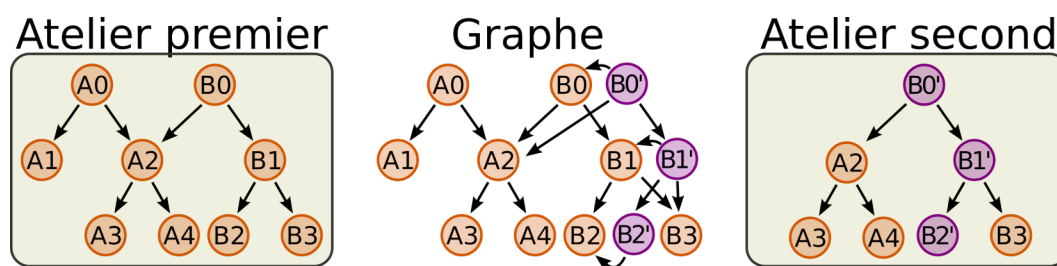 Atelier premier Graphe Atelier second
A0 B0 A0 B0 B0' B0'
A1 A2 B1 A1 A2 B1 B1' A2 B1'
A3 A4 B2 B3 A3 A4 B2 B2' B3 A3 A4 B2' B3